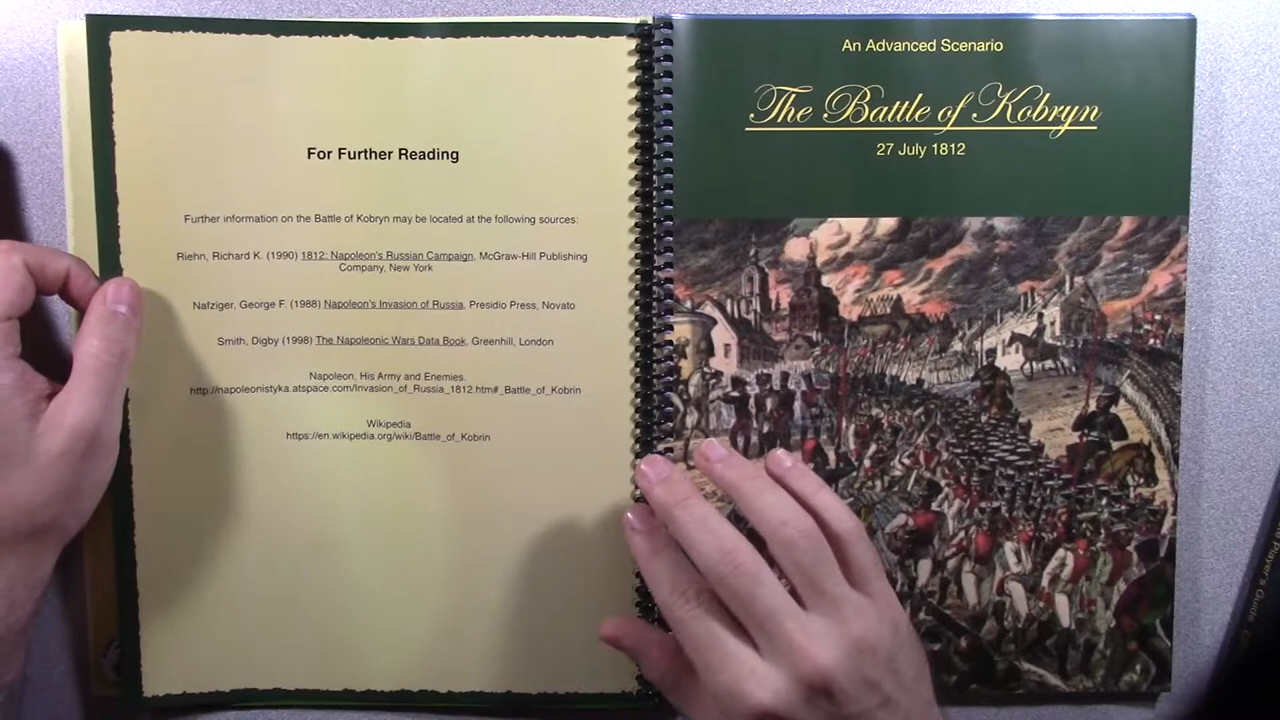 For Further Reading
Further information on the Battle of Kobryn may be located at the following sources:
Riehn, Richard K. (1990) 1812: Napoleon's Russian Campaign, McGraw-Hill Publishing
Company, New York
Nafziger, George F. (1988) Napoleon's Invasion of Russia, Presidio Press, Novato
Smith, Digby (1998) The Napoleonic Wars Data Book, Greenhill, London
Napoleon, His Army and Enemies.
http://napoleonistyka.atspace.com/Invasion_of_Russia_1812.htm#_Battle_of_Kobrin
Wikipedia
https://en.wikipedia.org/wiki/Battle_of_Kobrin
An Advanced Scenario
The Battle of Kobryn
27 July 1812
Player's Guide